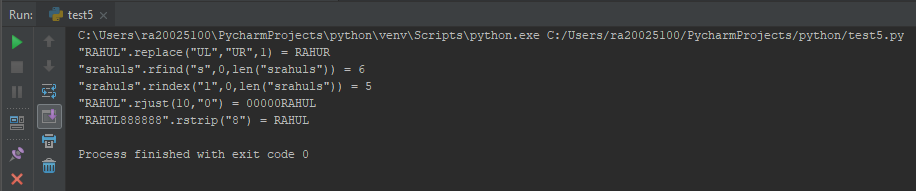 Run: test5
C:\Users\ra20025100\PycharmProjects\python\venv\Scripts\python.exe C:/Users/ra20025100/PycharmProjects/python/test5.py
"RAHUL".replace("UL","UR",1) = RAHUR
"srahuls".rfind("s",0,len("srahuls")) = 6
"srahuls".rindex("l",0,len("srahuls")) = 5
"RAHUL".rjust(10,"0") = 00000RAHUL
"RAHUL888888".rstrip("8") = RAHUL
Process finished with exit code 0